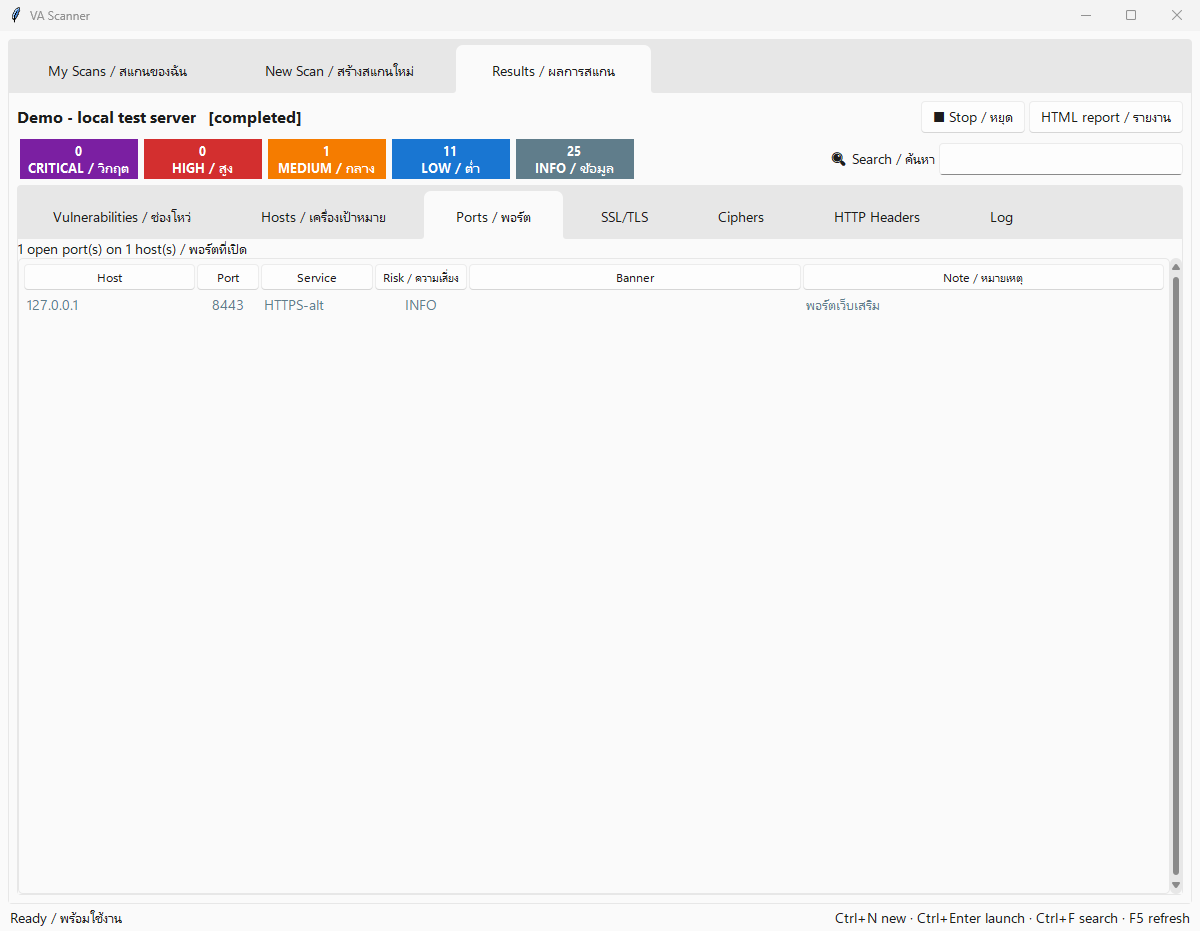 VA Scanner
My Scans / สแกนของฉัน
New Scan / สร้างสแกนใหม่
Results / ผลการสแกน
Demo - local test server [completed]
Stop / หยุด
HTML report / รายงาน
0
CRITICAL / วิกฤต
0
HIGH / สูง
1
MEDIUM / กลาง
11
LOW / ต่ำ
25
INFO / ข้อมูล
Search / ค้นหา
Vulnerabilities / ช่องโหว่
Hosts / เครื่องเป้าหมาย
Ports / พอร์ต
SSL/TLS
Ciphers
HTTP Headers
Log
1 open port(s) on 1 host(s) / พอร์ตที่เปิด
Host
Port
Service
Risk / ความเสี่ยง
Banner
Note / หมายเหตุ
127.0.0.1
8443
HTTPS-alt
INFO
พอร์ตเว็บเสริม
Ready / พร้อมใช้งาน
Ctrl+N new · Ctrl+Enter launch · Ctrl+F search · F5 refresh